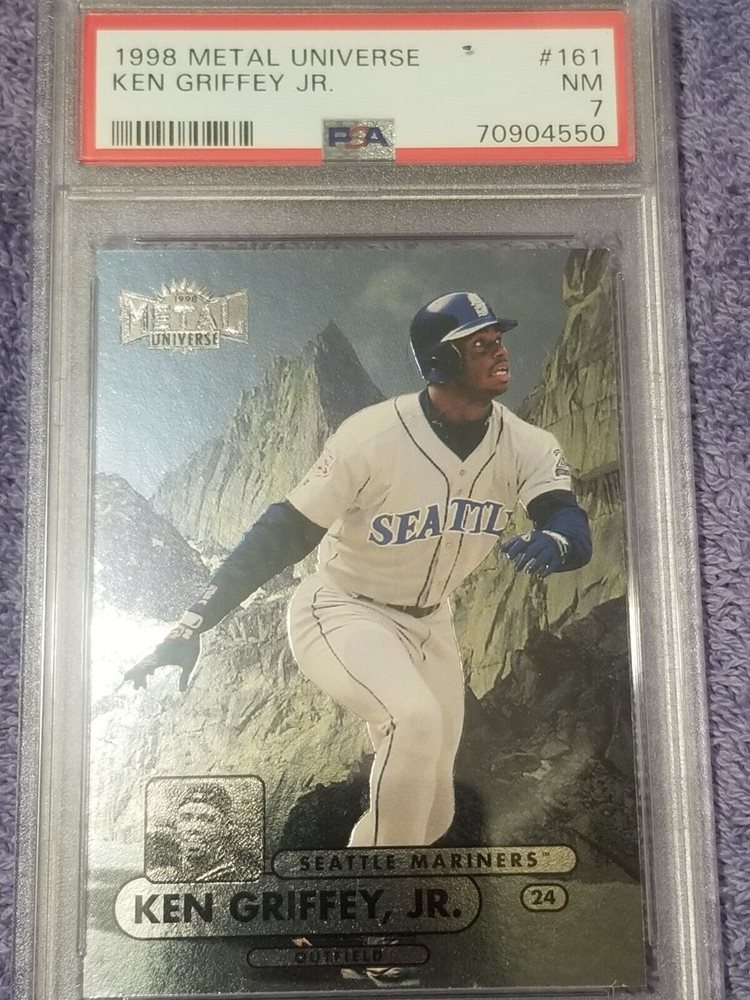 1998 METAL UNIVERSE #161
KEN GRIFFEY JR. NM
7
PSA 70904550
1998
METAL
UNIVERSE
S
SEATTLE
SEATTLE MARINERS™
KEN GRIFFEY, JR. 24
OUTFIELD